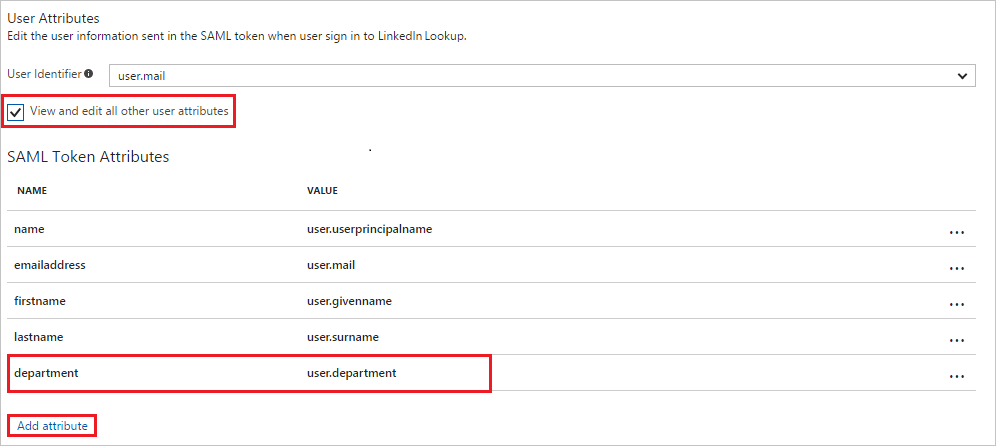 User Attributes
Edit the user information sent in the SAML token when user sign in to LinkedIn Lookup.
User Identifier
user.mail
View and edit all other user attributes
SAML Token Attributes
NAME VALUE
name user.userprincipalname ...
emailaddress user.mail ...
firstname user.givenname ...
lastname user.surname ...
department user.department ...
Add attribute